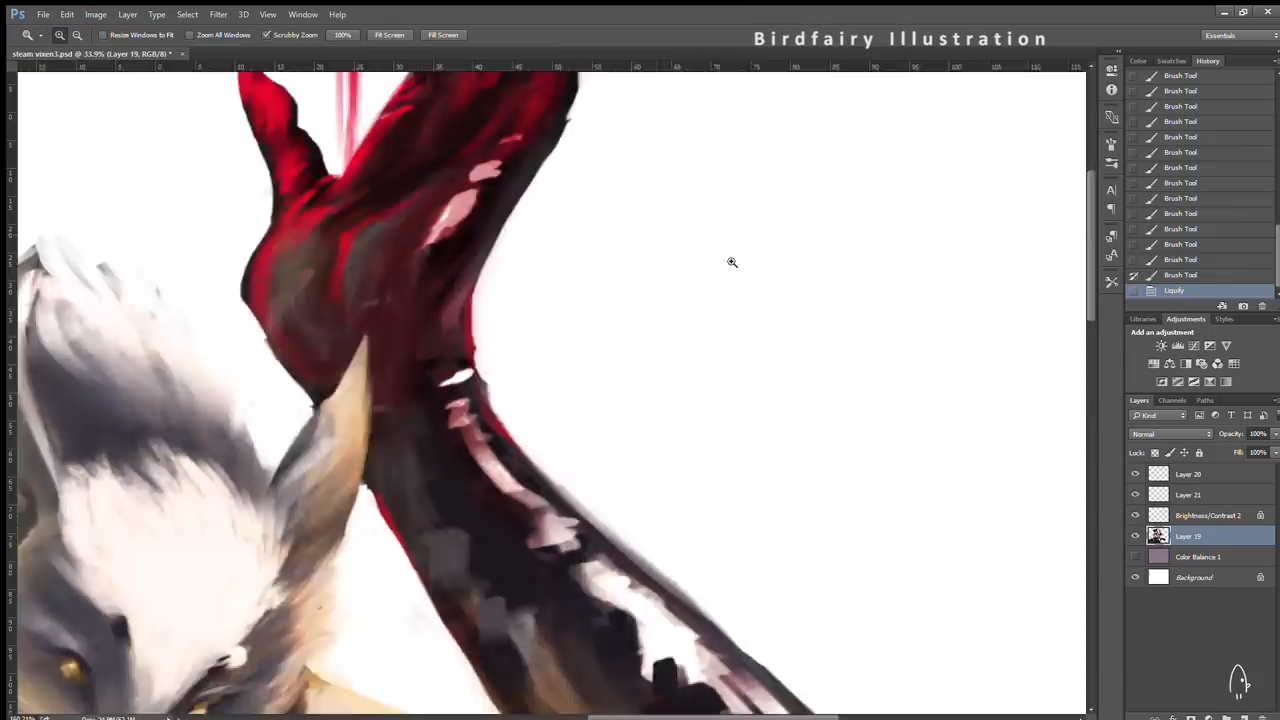 Ps File Edit Image Layer Type Select Filter 3D View Window Help
Resize Windows to Fit Zoom All Windows Scrubby Zoom 100% Fit Screen Fill Screen
Birdfairy Illustration
Essentials
steam vixen3.psd @ 33.9% (Layer 19, RGB/8) *
Color Swatches History
Brush Tool
Brush Tool
Brush Tool
Brush Tool
Brush Tool
Brush Tool
Brush Tool
Brush Tool
Brush Tool
Brush Tool
Brush Tool
Brush Tool
Brush Tool
Brush Tool
Liquify
Libraries Adjustments Styles
Add an adjustment
Layers Channels Paths
Kind
Normal Opacity: 100%
Lock: Fill: 100%
Layer 20
Layer 21
Brightness/Contrast 2
Layer 19
Color Balance 1
Background